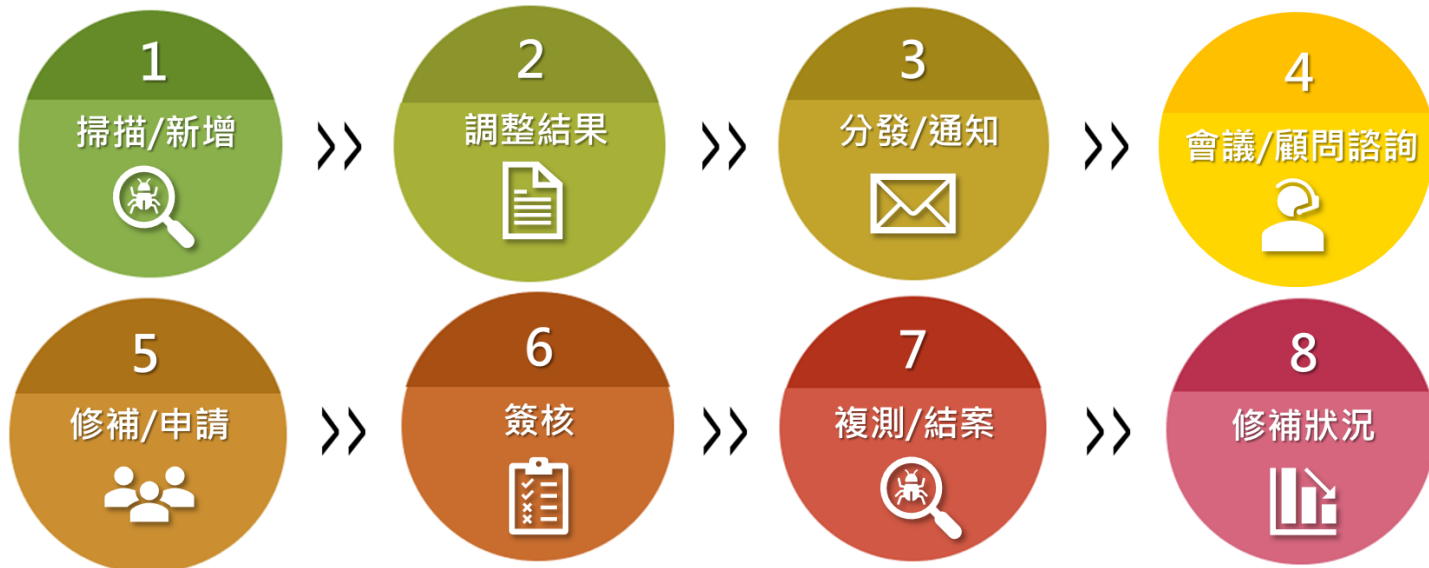 1
掃描/新增
2
調整結果
3
分發/通知
4
會議/顧問諮詢
5
修補/申請
6
簽核
7
複測/結案
8
修補狀況